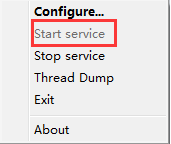 Configure...
Start service
Stop service
Thread Dump
Exit
About